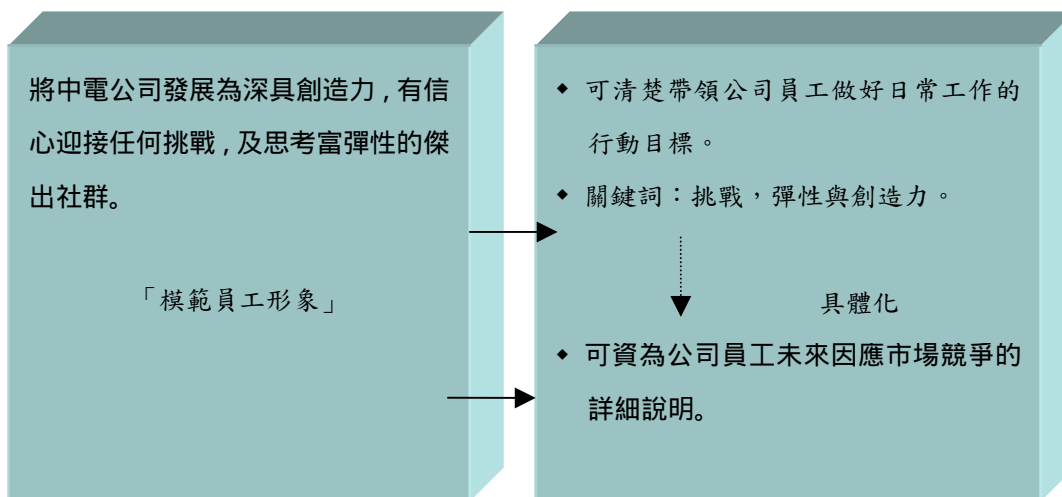 將中電公司發展為深具創造力，有信
心迎接任何挑戰，及思考富彈性的傑
出社群。
「模範員工形象」
◆ 可清楚帶領公司員工做好日常工作的
行動目標。
◆ 關鍵詞：挑戰，彈性與創造力。
具體化
◆ 可資為公司員工未來因應市場競爭的
詳細說明。